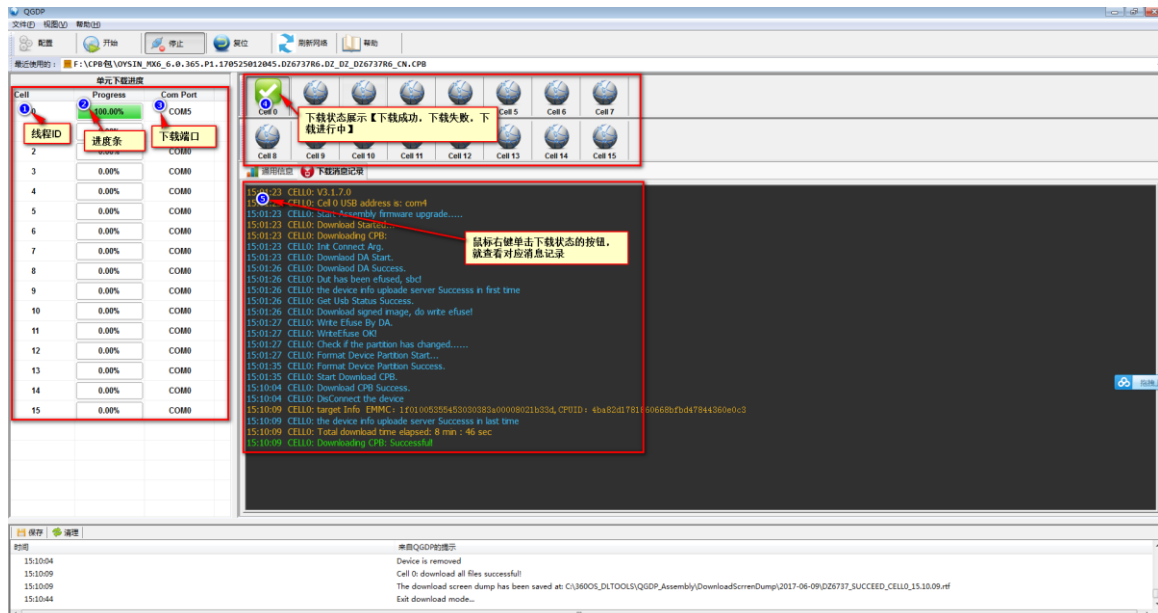 QGDP
文件(F) 视图(V) 帮助(H)
配置 开始 停止 复位 刷新网络 帮助
最近使用的: F:\CPB包\OYSIN_MX6_6.0.365.P1.170525012045.DZ6737R6.DZ_DZ_DZ6737R6_CN.CPB
单元下载进度
Cell Progress Com Port
1 2 3
100.00% COM5
线程ID 进度条 下载端口
2 0.00% COM0
3 0.00% COM0
4 0.00% COM0
5 0.00% COM0
6 0.00% COM0
7 0.00% COM0
8 0.00% COM0
9 0.00% COM0
10 0.00% COM0
11 0.00% COM0
12 0.00% COM0
13 0.00% COM0
14 0.00% COM0
15 0.00% COM0
4
Cell 0 Cell 5 Cell 6 Cell 7
下载状态展示【下载成功，下载失败，下
载进行中】
Cell 8 Cell 9 Cell 10 Cell 11 Cell 12 Cell 13 Cell 14 Cell 15
通用信息 下载消息记录
15:01:23 CELL0: V3.1.7.0
5
CELL0: Cell 0 USB address is: com4
15:01:23 CELL0: Start Assembly firmware upgrade.....
15:01:23 CELL0: Download Started...
15:01:23 CELL0: Downloading CPB:
15:01:23 CELL0: Init Connect Arg.
15:01:23 CELL0: Downlaod DA Start.
15:01:26 CELL0: Downlaod DA Success.
15:01:26 CELL0: Dut has been efused, sbc!
15:01:26 CELL0: the device info uploade server Successs in first time
15:01:26 CELL0: Get Usb Status Success.
15:01:26 CELL0: Download signed image, do write efuse!
15:01:27 CELL0: Write Efuse By DA.
15:01:27 CELL0: WriteEfuse OK!
15:01:27 CELL0: Check if the partition has changed......
15:01:27 CELL0: Format Device Partition Start...
15:01:35 CELL0: Format Device Partion Success.
15:01:35 CELL0: Start Download CPB.
15:10:04 CELL0: Download CPB Success.
15:10:04 CELL0: DisConnect the device
15:10:09 CELL0: target Info EMMC:
15:10:09 CELL0: the device info uploade server Successs in last time
15:10:09 CELL0: Total download time elapsed: 8 min : 46 sec
15:10:09 CELL0: Downloading CPB: Successful!
鼠标右键单击下载状态的按钮，
就查看对应消息记录
保存 清理
时间 来自QGDP的提示
15:10:04 Device is removed
15:10:09 Cell 0: download all files successful!
15:10:09 The download screen dump has been saved at: C:\360OS_DLTOOLS\QGDP_Assembly\DownloadScrrenDump\2017-06-09\DZ6737_SUCCEED_CELL0_15.10.09.rtf
15:10:44 Exit download mode...